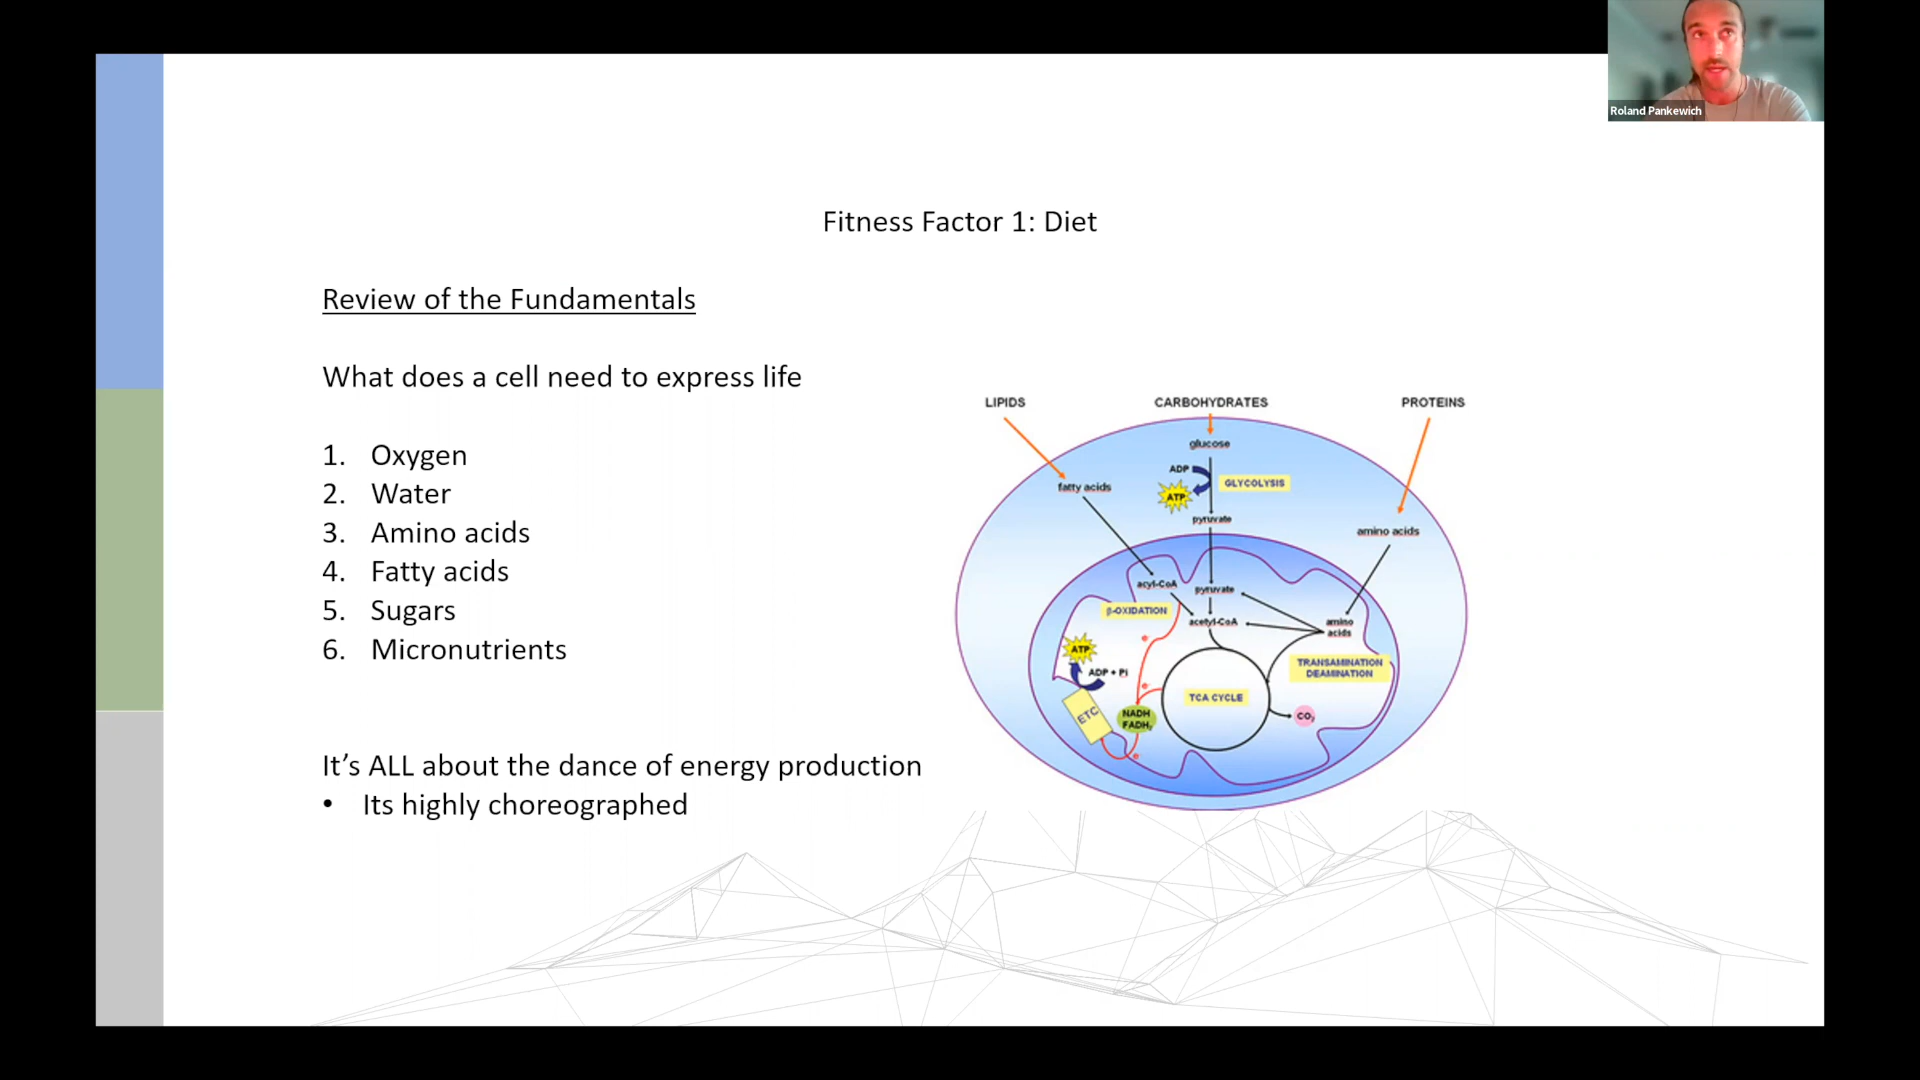 Roland Pankewich
Fitness Factor 1: Diet
Review of the Fundamentals
What does a cell need to express life
1. Oxygen
2. Water
3. Amino acids
4. Fatty acids
5. Sugars
6. Micronutrients
It’s ALL about the dance of energy production
• Its highly choreographed
LIPIDS
CARBOHYDRATES
PROTEINS
glucose
ADP
ATP
GLYCOLYSIS
fatty acids
pyruvate
amino acids
acyl-CoA
pyruvate
β-OXIDATION
acetyl-CoA
amino
acids
ATP
ADP + Pi
TRANSAMINATION
DEAMINATION
e-
e-
ETC
NADH
FADH2
TCA CYCLE
CO2
e-